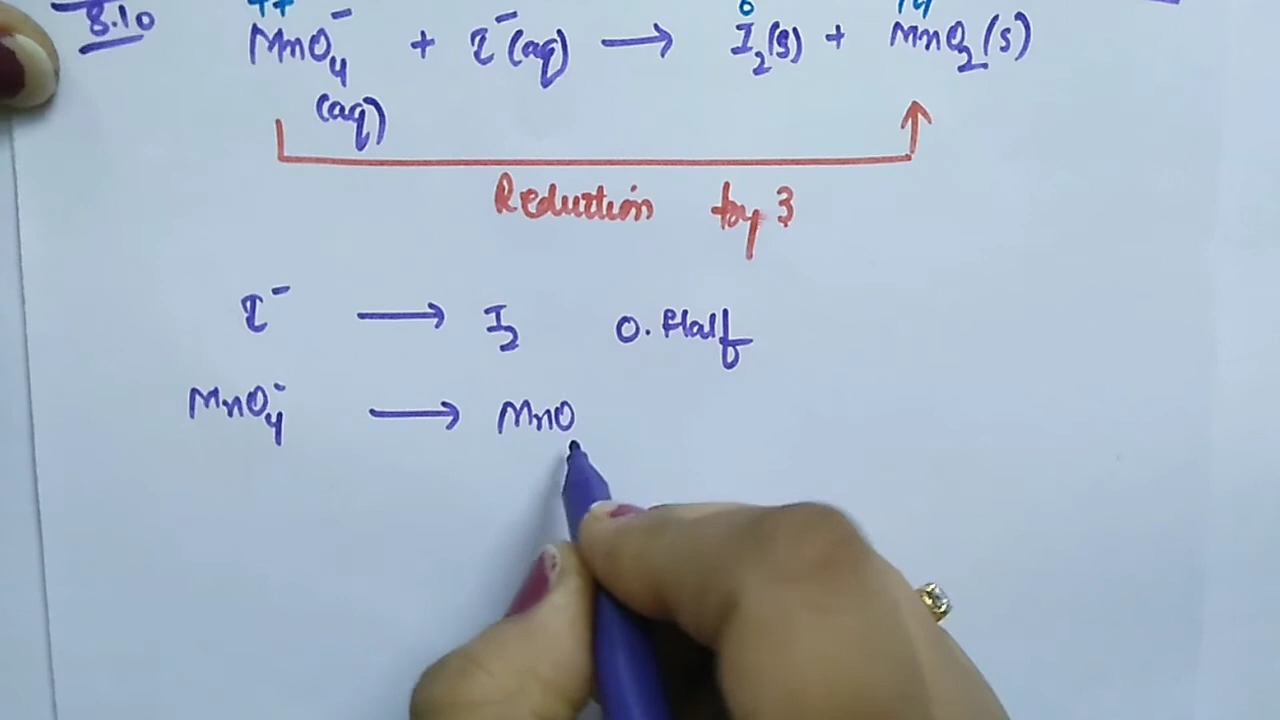 8.10 MnO₄⁻ + I⁻(aq) → I₂(s) + MnO₂(s)
(aq)
Reduction by 3
I⁻ → I₂ O. Half
MnO₄⁻ → MnO